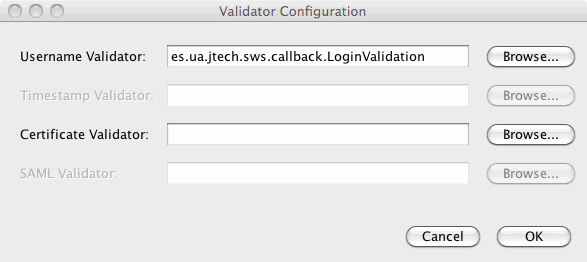 Validator Configuration
Username Validator: es.ua.jtech.sws.callback.LoginValidation Browse...
Timestamp Validator: Browse...
Certificate Validator: Browse...
SAML Validator: Browse...
Cancel OK